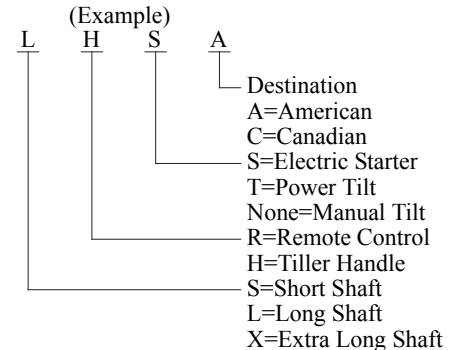 (Example)
L H S A
Destination
A=American
C=Canadian
S=Electric Starter
T=Power Tilt
None=Manual Tilt
R=Remote Control
H=Tiller Handle
S=Short Shaft
L=Long Shaft
X=Extra Long Shaft